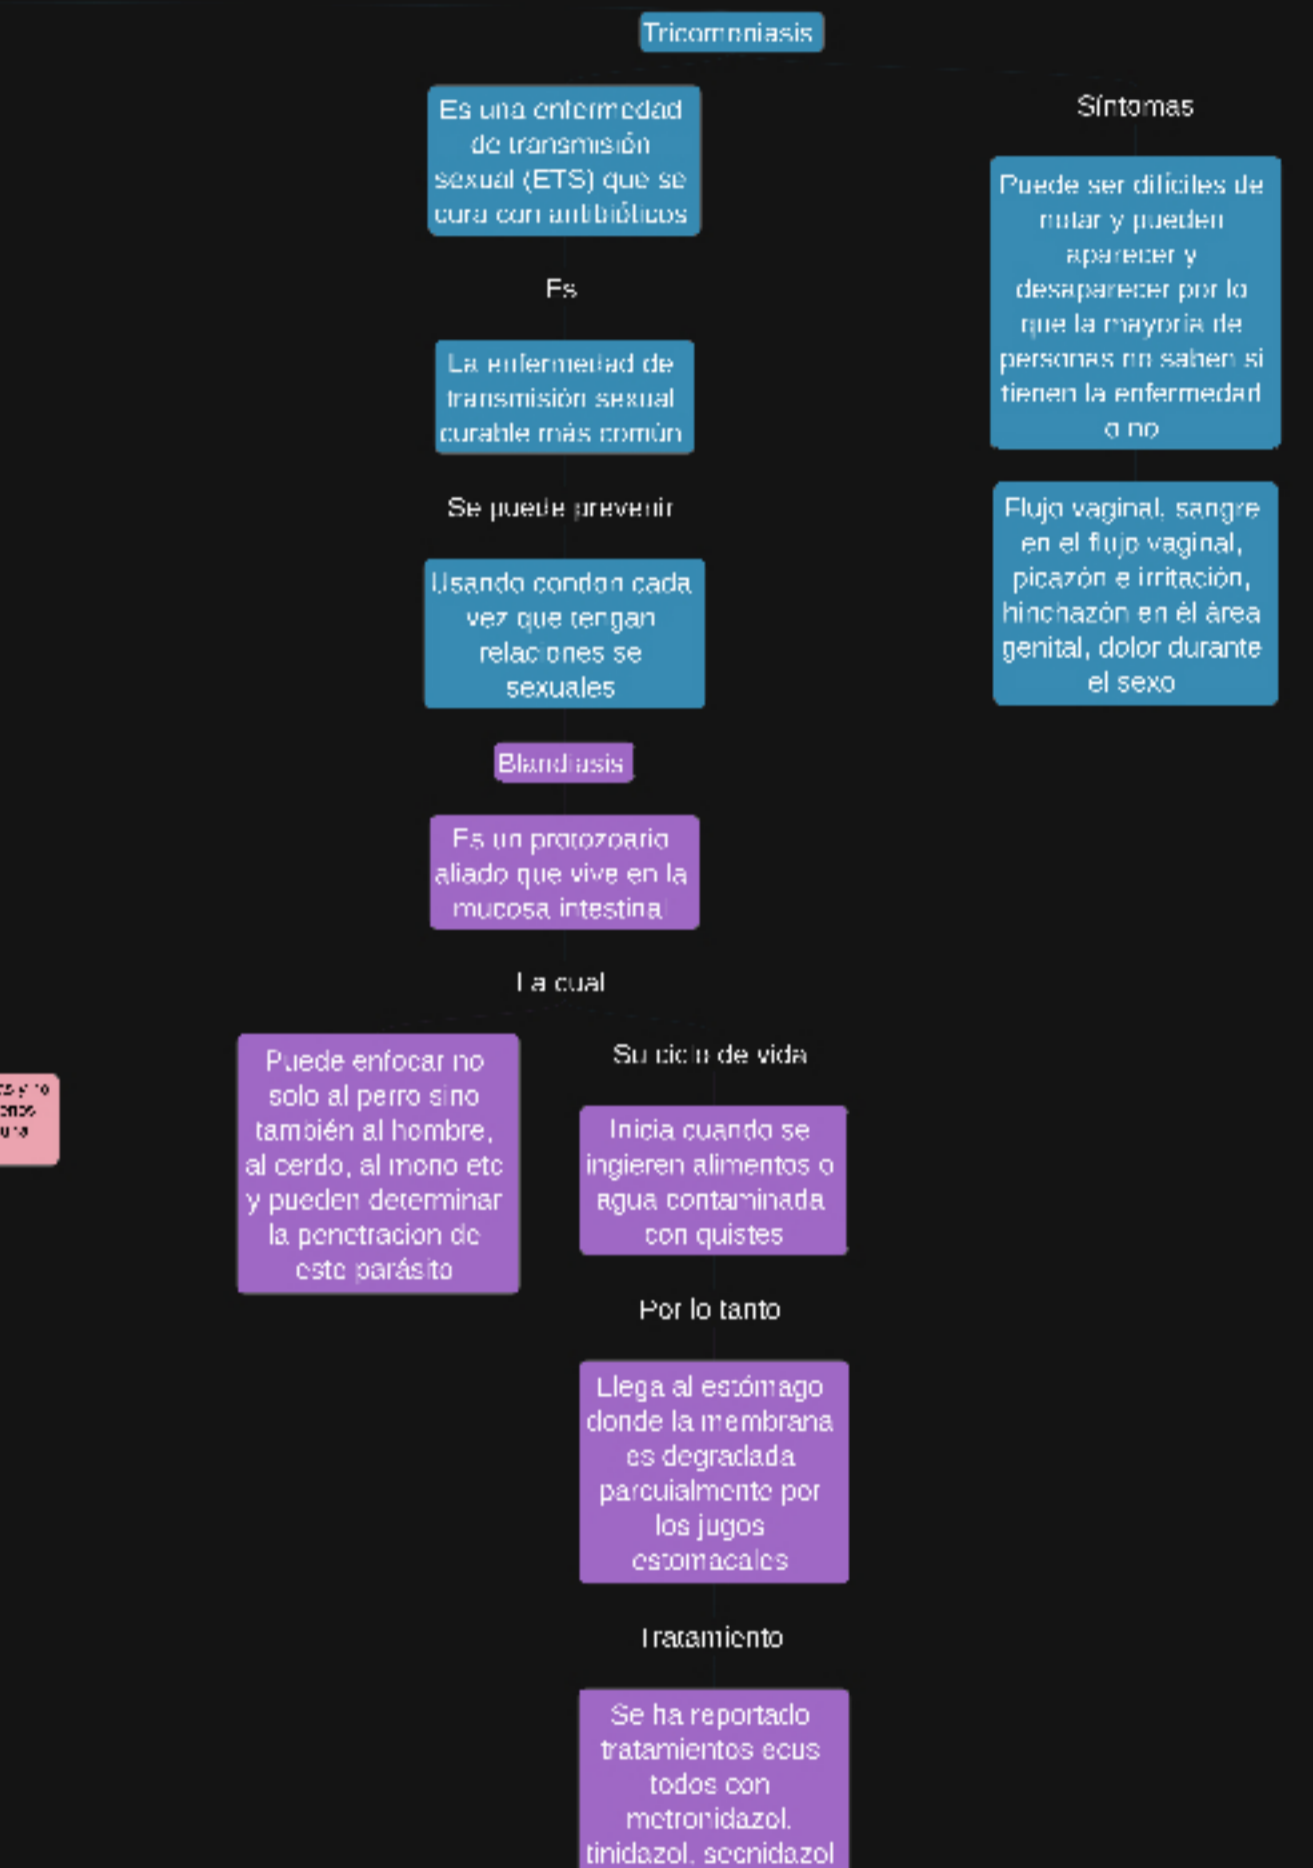 Tricomoniasis
Es una enfermedad
de transmisión
sexual (ETS) que se
cura con antibióticos
Es
La enfermedad de
transmisión sexual
curable más común
Se puede prevenir
Usando condon cada
vez que tengan
relaciones se
sexuales
Síntomas
Puede ser difíciles de
notar y pueden
aparecer y
desaparecer por lo
que la mayoría de
personas no saben si
tienen la enfermedad
o no
Flujo vaginal, sangre
en el flujo vaginal,
picazón e irritación,
hinchazón en él área
genital, dolor durante
el sexo
Blandiasis
Es un protozoario
aliado que vive en la
mucosa intestinal
La cual
Puede enfocar no
solo al perro sino
también al hombre,
al cerdo, al mono etc
y pueden determinar
la penetracion de
este parásito
Su ciclo de vida
Inicia cuando se
ingieren alimentos o
agua contaminada
con quistes
Por lo tanto
Llega al estómago
donde la membrana
es degradada
parcuialmente por
los jugos
estomacales
Tratamiento
Se ha reportado
tratamientos ecus
todos con
metronidazol.
tinidazol, secnidazol